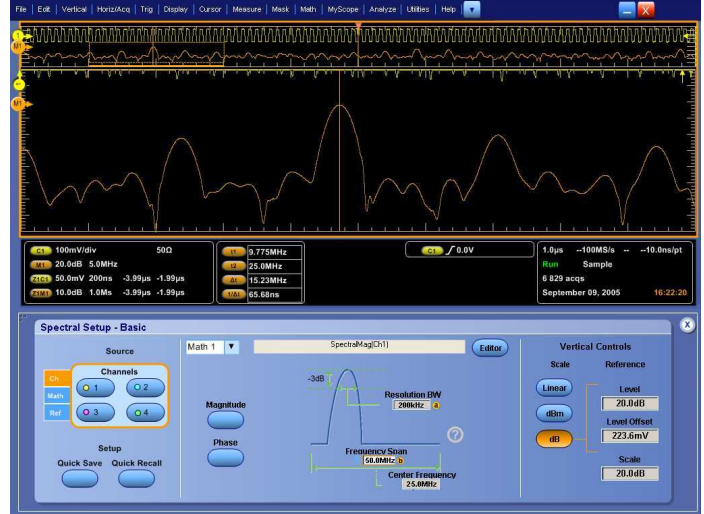 File | Edit | Vertical | Horiz/Acq | Trig | Display | Cursor | Measure | Mask | Math | MyScope | Analyze | Utilities | Help | ▼
X
1
M1
M1
C1 100mV/div 50Ω
M1 20.0dB 5.0MHz
Z1C1 50.0mV 200ns -3.99µs -1.99µs
Z1M1 10.0dB 1.0Ms -3.99µs -1.99µs
t1 9.775MHz
t2 25.0MHz
Δt 15.23MHz
1/Δt 65.68ns
C1 0.0V
1.0µs --100MS/s -- --10.0ns/pt
Run Sample
6 829 acqs
September 09, 2005 16:22:20
Spectral Setup - Basic
X
Source
Ch
Math
Ref
Channels
1
2
3
4
Setup
Quick Save Quick Recall
Math 1 ▼ SpectralMag(Ch1) Editor
Magnitude
Phase
-3dB
Resolution BW
200kHz a
?
Frequency Span
50.0MHz b
Center Frequency
25.0MHz
Vertical Controls
Scale
Linear
dBm
dB
Reference
Level
20.0dB
Level Offset
223.6mV
Scale
20.0dB